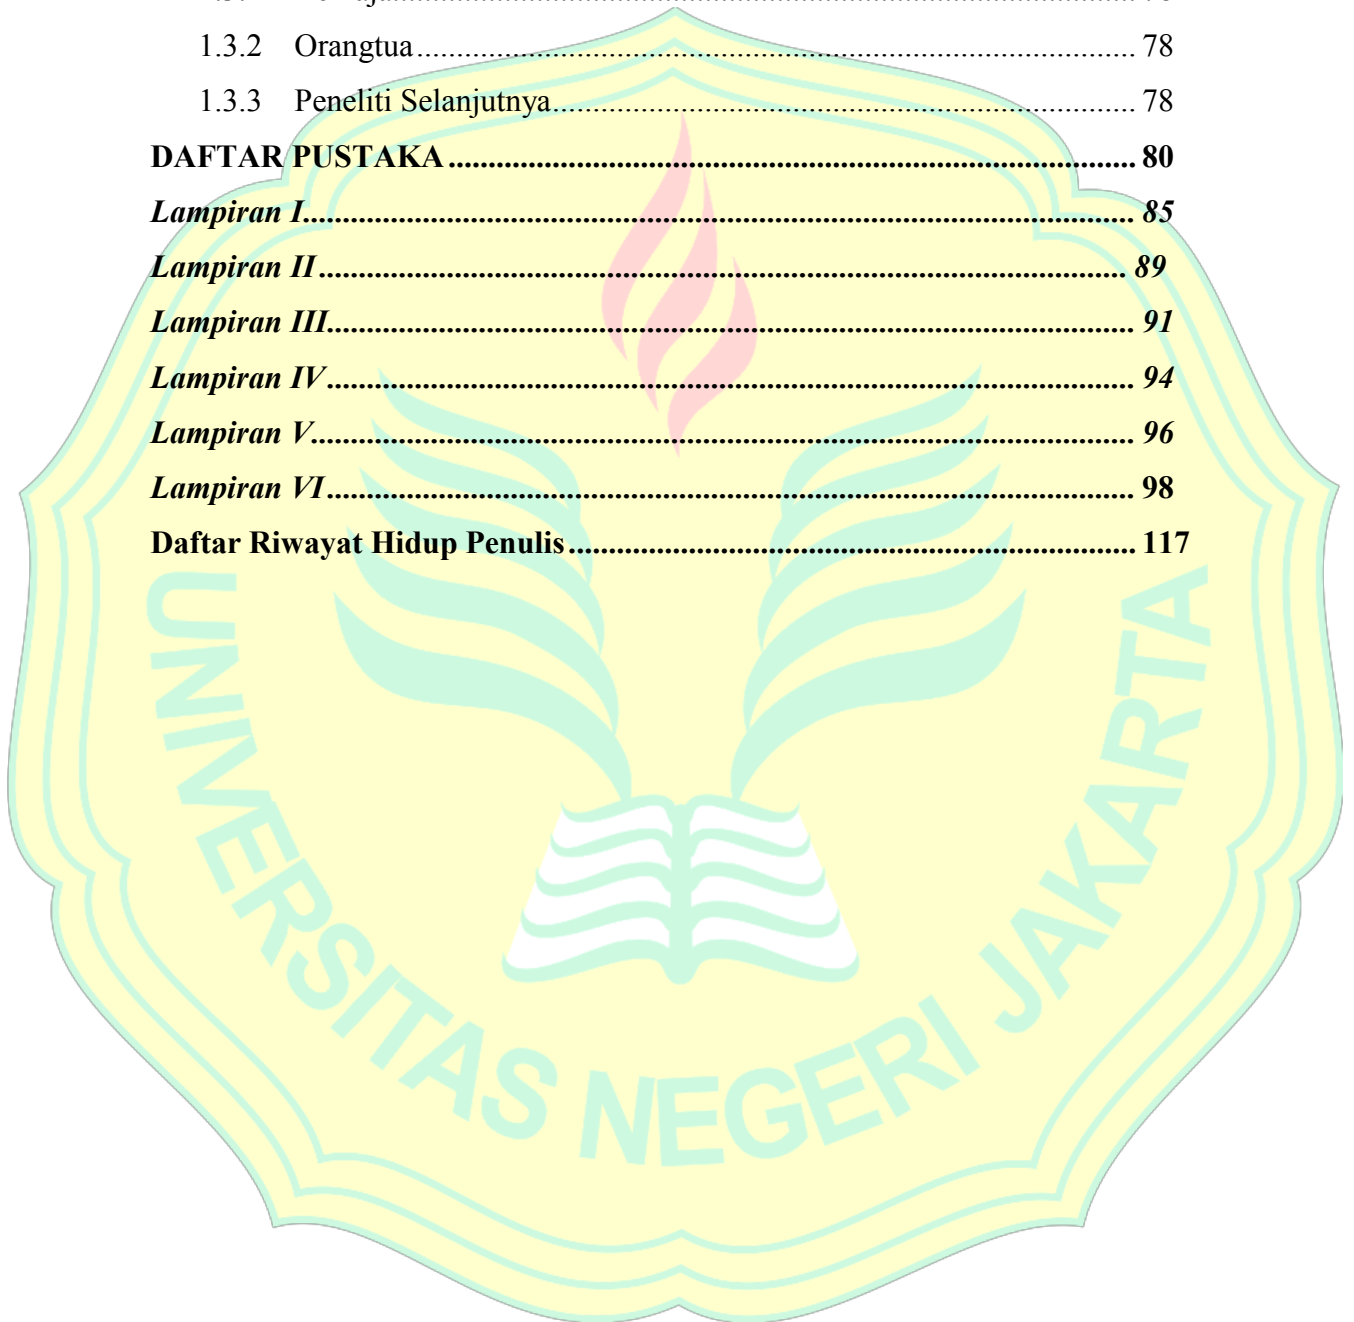 1.3.2 Orangtua........................................................................................ 78
1.3.3 Peneliti Selanjutnya...................................................................... 78
DAFTAR PUSTAKA.................................................................................... 80
Lampiran I..................................................................................................... 85
Lampiran II................................................................................................... 89
Lampiran III.................................................................................................. 91
Lampiran IV.................................................................................................. 94
Lampiran V.................................................................................................... 96
Lampiran VI.................................................................................................. 98
Daftar Riwayat Hidup Penulis..................................................................... 117
UNIVERSITAS NEGERI JAKARTA